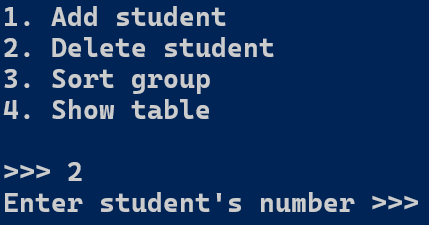 1. Add student
2. Delete student
3. Sort group
4. Show table
>>> 2
Enter student's number >>>